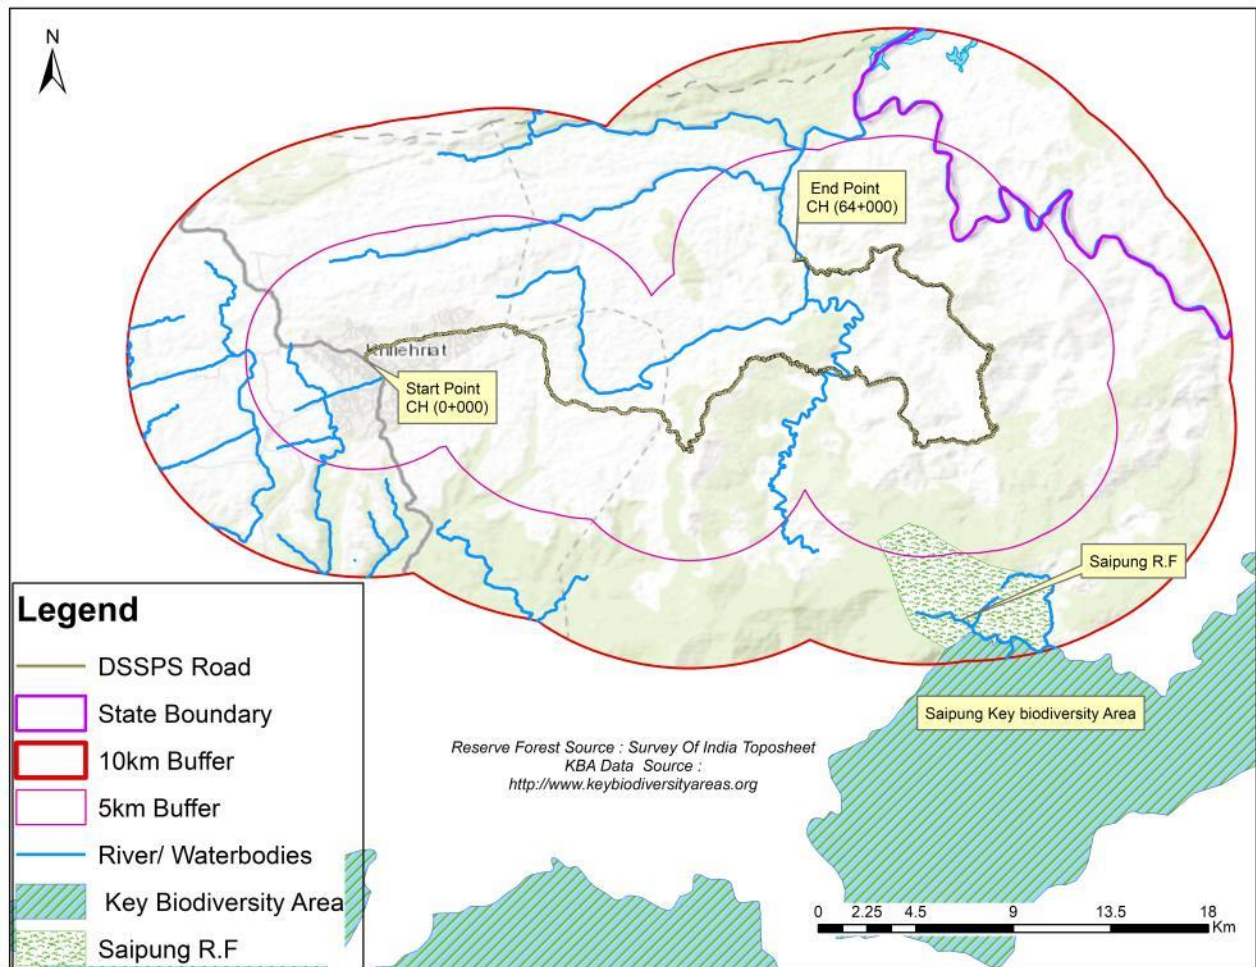 N
End Point
CH (64+000)
Khliehriat
Start Point
CH (0+000)
Saipung R.F
Legend
DSSPS Road
State Boundary
10km Buffer
5km Buffer
River/ Waterbodies
Key Biodiversity Area
Saipung R.F
Saipung Key biodiversity Area
Reserve Forest Source : Survey Of India Toposheet
KBA Data Source :
http://www.keybiodiversityareas.org
0 2.25 4.5 9 13.5 18
Km